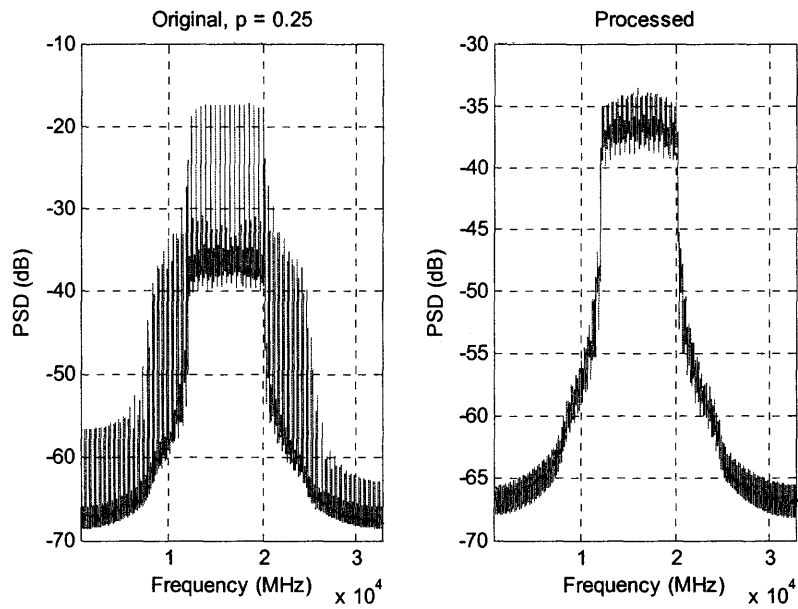 Original, p = 0.25
-10
-20
-30
-40
-50
-60
-70
PSD (dB)
1
2
3
Frequency (MHz)
x 10^4
Processed
-30
-35
-40
-45
-50
-55
-60
-65
-70
PSD (dB)
1
2
3
Frequency (MHz)
x 10^4